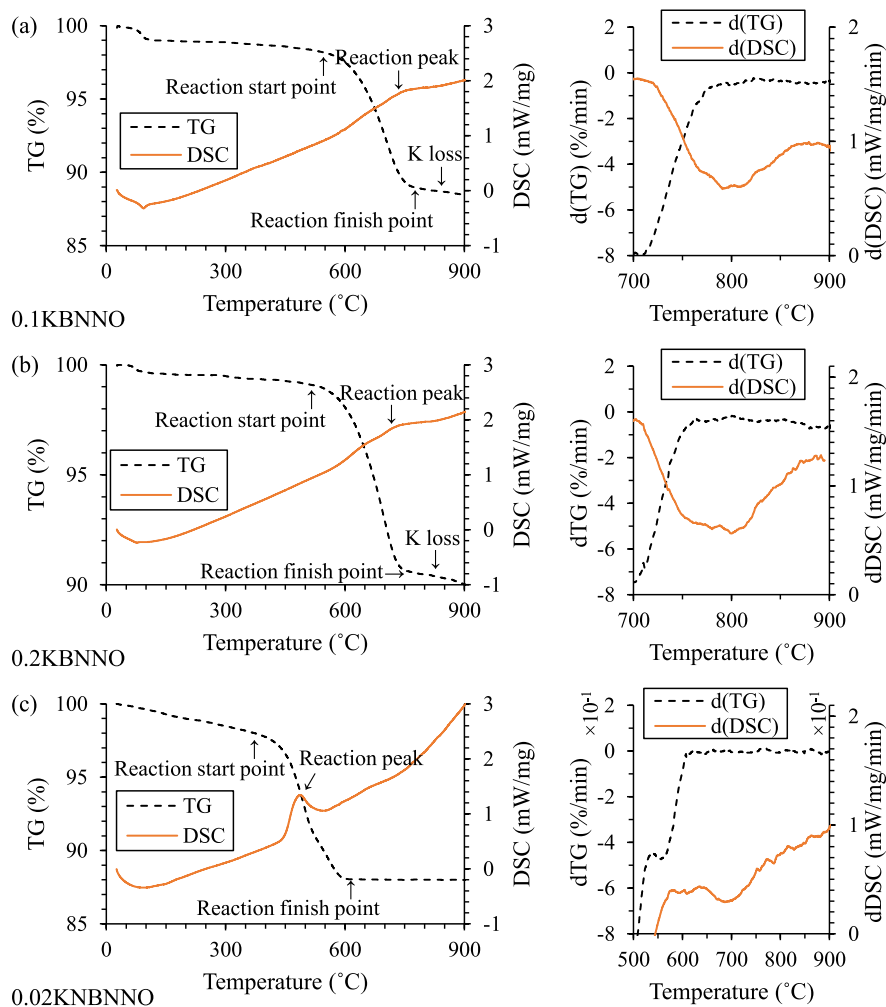 (a)
100
95
90
85
TG (%)
3
2
1
0
-1
DSC (mW/mg)
Reaction peak
Reaction start point
TG
DSC
K loss
Reaction finish point
0
300
600
900
Temperature (˚C)
0.1KBNNO
d(TG)
d(DSC)
2
0
-2
-4
-6
-8
d(TG) (%/min)
2
1
0
d(DSC) (mW/mg/min)
700
800
900
Temperature (˚C)
(b)
100
95
90
TG (%)
3
2
1
0
-1
DSC (mW/mg)
Reaction peak
Reaction start point
TG
DSC
K loss
Reaction finish point
0
300
600
900
Temperature (˚C)
0.2KBNNO
d(TG)
d(DSC)
2
0
-2
-4
-6
-8
dTG (%/min)
2
1
0
dDSC (mW/mg/min)
700
800
900
Temperature (˚C)
(c)
100
95
90
85
TG (%)
3
2
1
0
-1
DSC (mW/mg)
Reaction start point
Reaction peak
TG
DSC
Reaction finish point
0
300
600
900
Temperature (˚C)
0.02KNBNNO
d(TG)
d(DSC)
×10-1
×10-1
2
0
-2
-4
-6
-8
dTG (%/min)
2
1
0
dDSC (mW/mg/min)
500
600
700
800
900
Temperature (˚C)